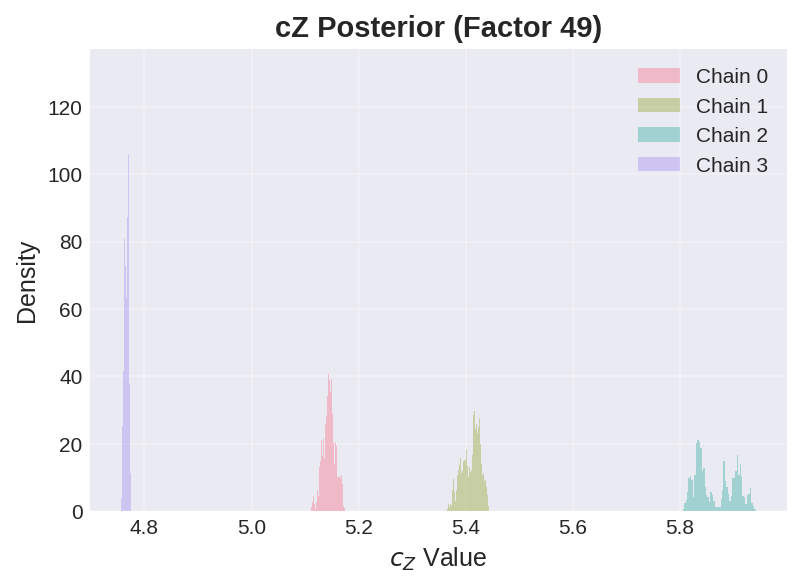 cZ Posterior (Factor 49)
Chain 0
Chain 1
Chain 2
Chain 3
Density
120
100
80
60
40
20
0
4.8 5.0 5.2 5.4 5.6 5.8
cZ Value